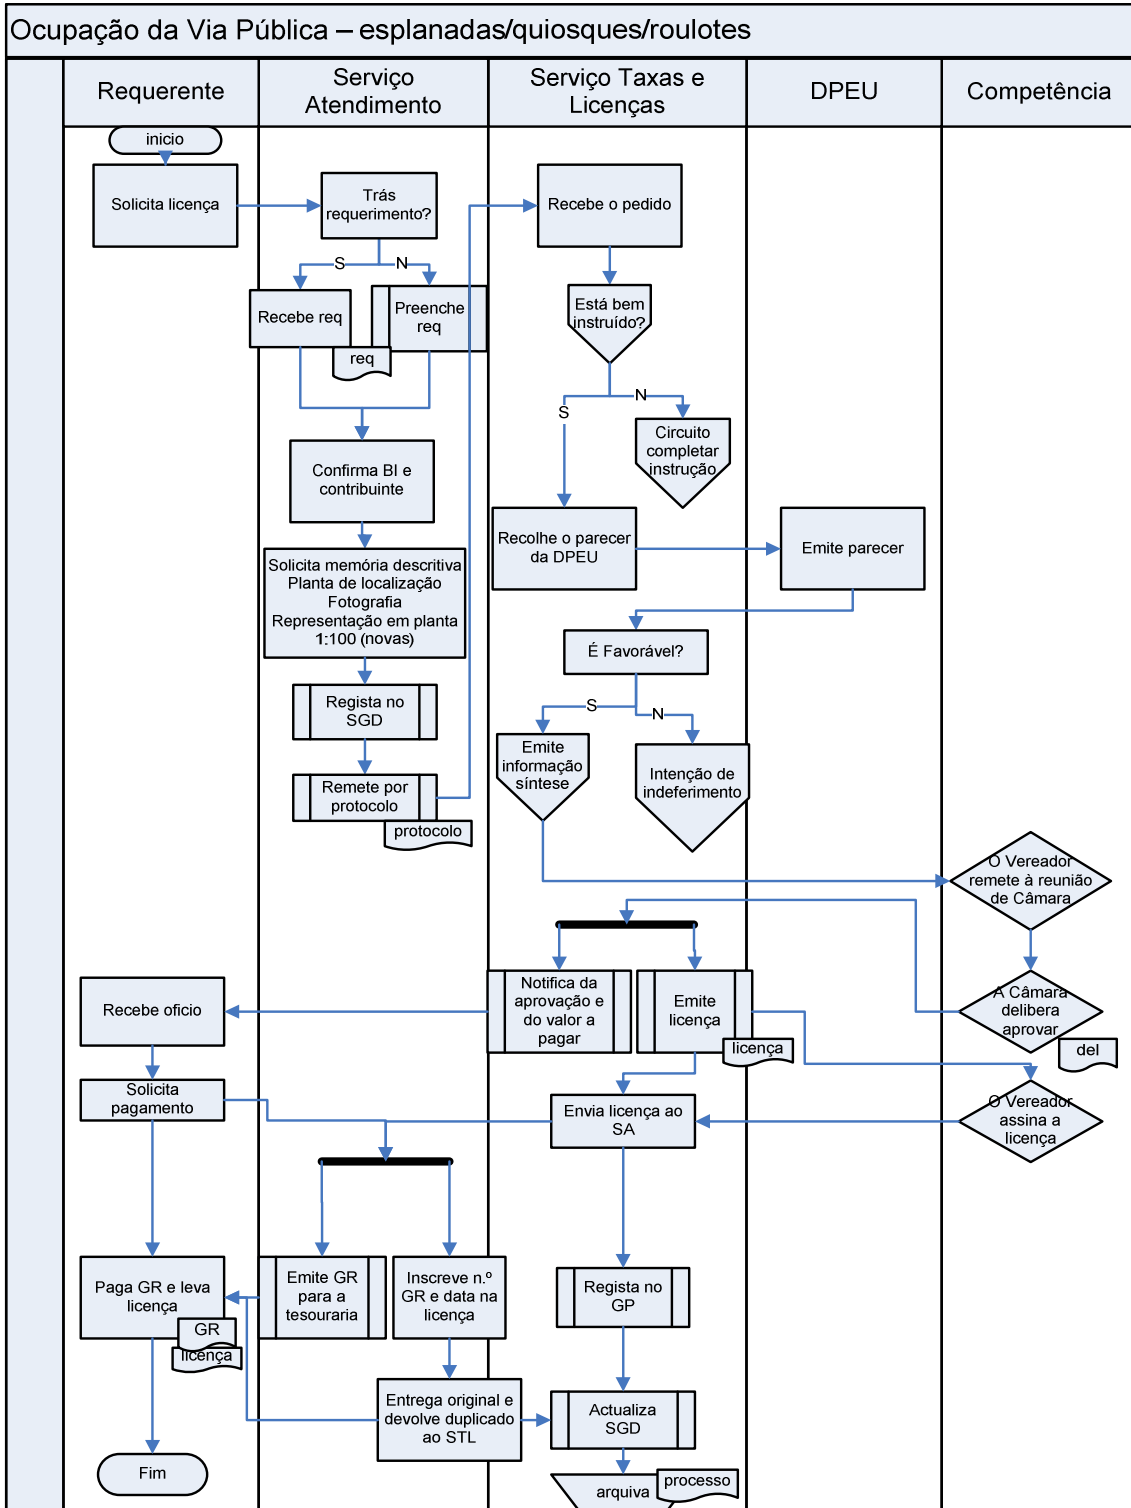 Ocupação da Via Pública – esplanadas/quiosques/roulotes
Requerente
Serviço
Atendimento
Serviço Taxas e
Licenças
DPEU
Competência
inicio
Solicita licença
Trás
requerimento?
Recebe o pedido
S
N
Recebe req
Preenche
req
req
Está bem
instruído?
S
N
Circuito
completar
instrução
Confirma BI e
contribuinte
Recolhe o parecer
da DPEU
Emite parecer
Solicita memória descritiva
Planta de localização
Fotografia
Representação em planta
1:100 (novas)
É Favorável?
S
N
Regista no
SGD
Emite
informação
síntese
Intenção de
indeferimento
Remete por
protocolo
protocolo
O Vereador
remete à reunião
de Câmara
Notifica da
aprovação e
do valor a
pagar
Emite
licença
licença
A Câmara
delibera
aprovar
del
Recebe oficio
Solicita
pagamento
Envia licença ao
SA
O Vereador
assina a
licença
Paga GR e leva
licença
GR
licença
Emite GR
para a
tesouraria
Inscreve n.º
GR e data na
licença
Regista no
GP
Entrega original e
devolve duplicado
ao STL
Actualiza
SGD
Fim
processo
arquiva